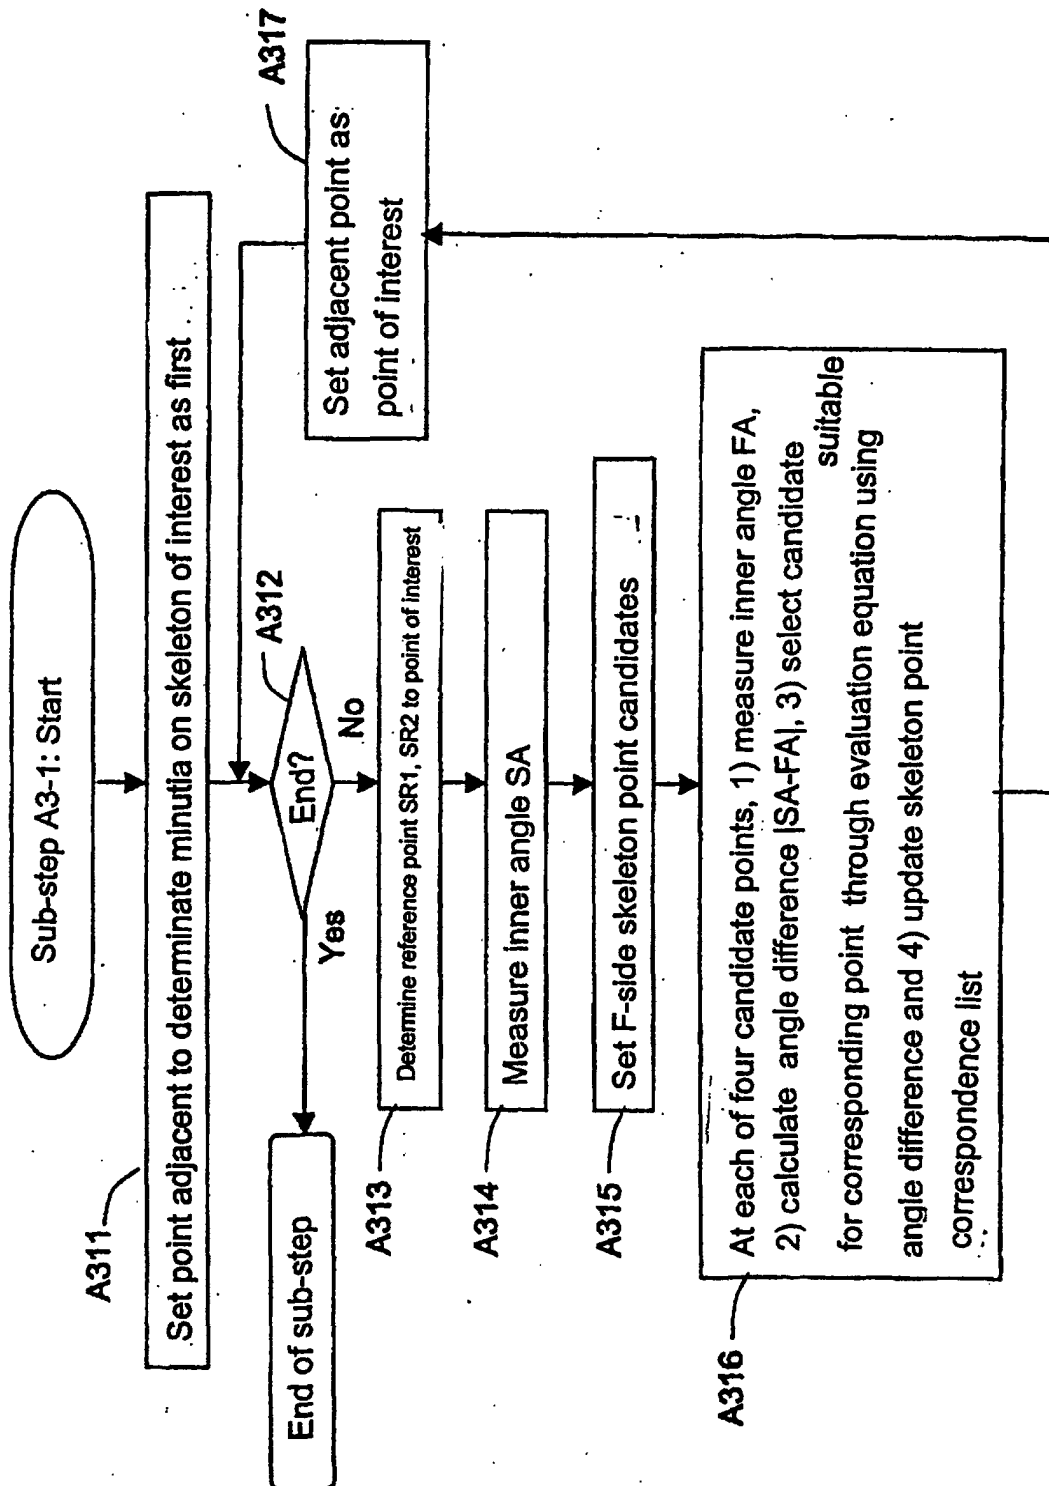 Sub-step A3-1: Start
A311
Set point adjacent to determinate minutia on skeleton of interest as first
A312
End?
Yes
No
End of sub-step
A317
Set adjacent point as
point of interest
A313
Determine reference point SR1, SR2 to point of interest
A314
Measure inner angle SA
A315
Set F-side skeleton point candidates
A316
At each of four candidate points, 1) measure inner angle FA,
2) calculate angle difference |SA-FA|, 3) select candidate
suitable
for corresponding point through evaluation equation using
angle difference and 4) update skeleton point
correspondence list